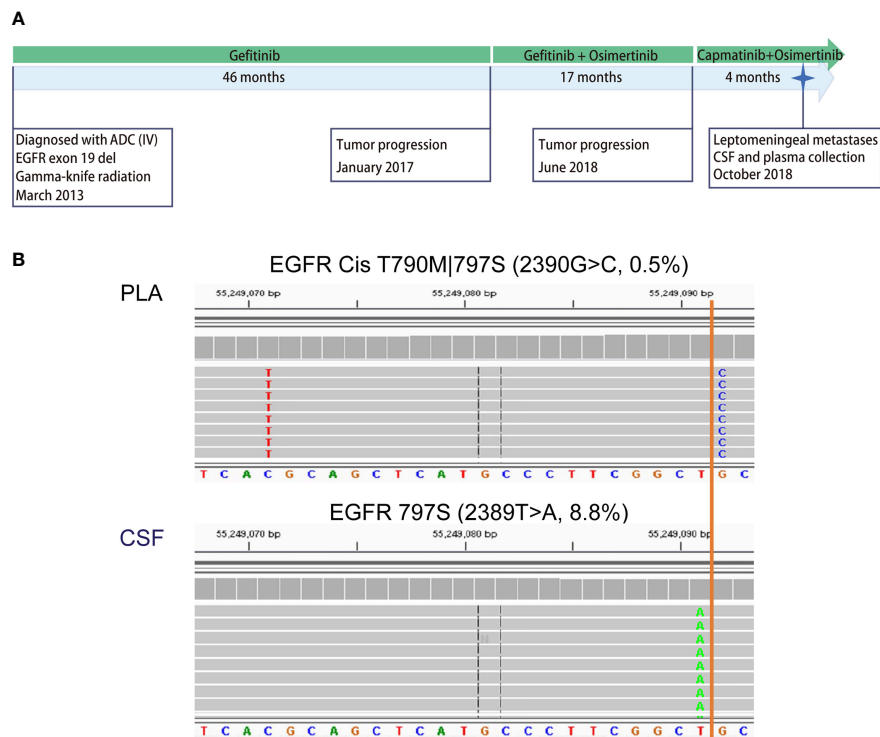 A
Gefitinib
Gefitinib + Osimertinib
Capmatinib+Osimertinib
46 months
17 months
4 months
Diagnosed with ADC (IV)
EGFR exon 19 del
Gamma-knife radiation
March 2013
Tumor progression
January 2017
Tumor progression
June 2018
Leptomeningeal metastases
CSF and plasma collection
October 2018
B
EGFR Cis T790M|797S (2390G>C, 0.5%)
PLA
55,249,070 bp 55,249,080 bp 55,249,090 bp
T C
T C
T C
T C
T C
T C
T C
T C
T C A C G C A G C T C A T G C C C T T C G G C T G C
EGFR 797S (2389T>A, 8.8%)
CSF
55,249,070 bp 55,249,080 bp 55,249,090 bp
A
A
A
A
A
A
A
A
A
T C A C G C A G C T C A T G C C C T T C G G C T G C